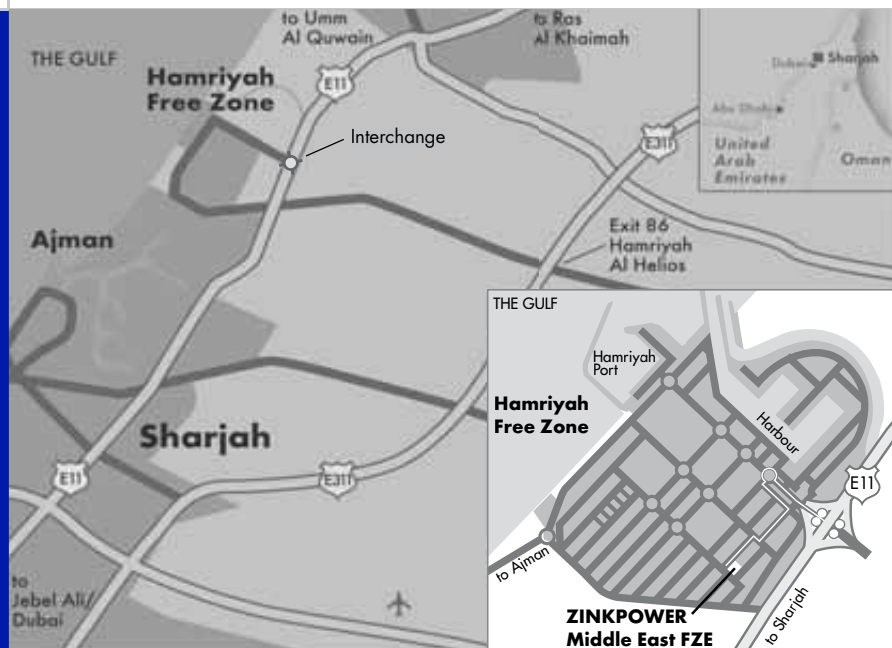 to Umm
Al Quwain
to Ras
Al Khaimah
THE GULF
Hamriyah
Free Zone
E11
Interchange
E311
Dubai
Sharjah
Abu Dhabi
United
Arab
Emirates
Oman
Ajman
Exit 86
Hamriyah
Al Helios
Sharjah
E11
E311
to
Jebel Ali/
Dubai
THE GULF
Hamriyah
Port
Hamriyah
Free Zone
Harbour
E11
to Ajman
to Sharjah
ZINKPOWER
Middle East FZE